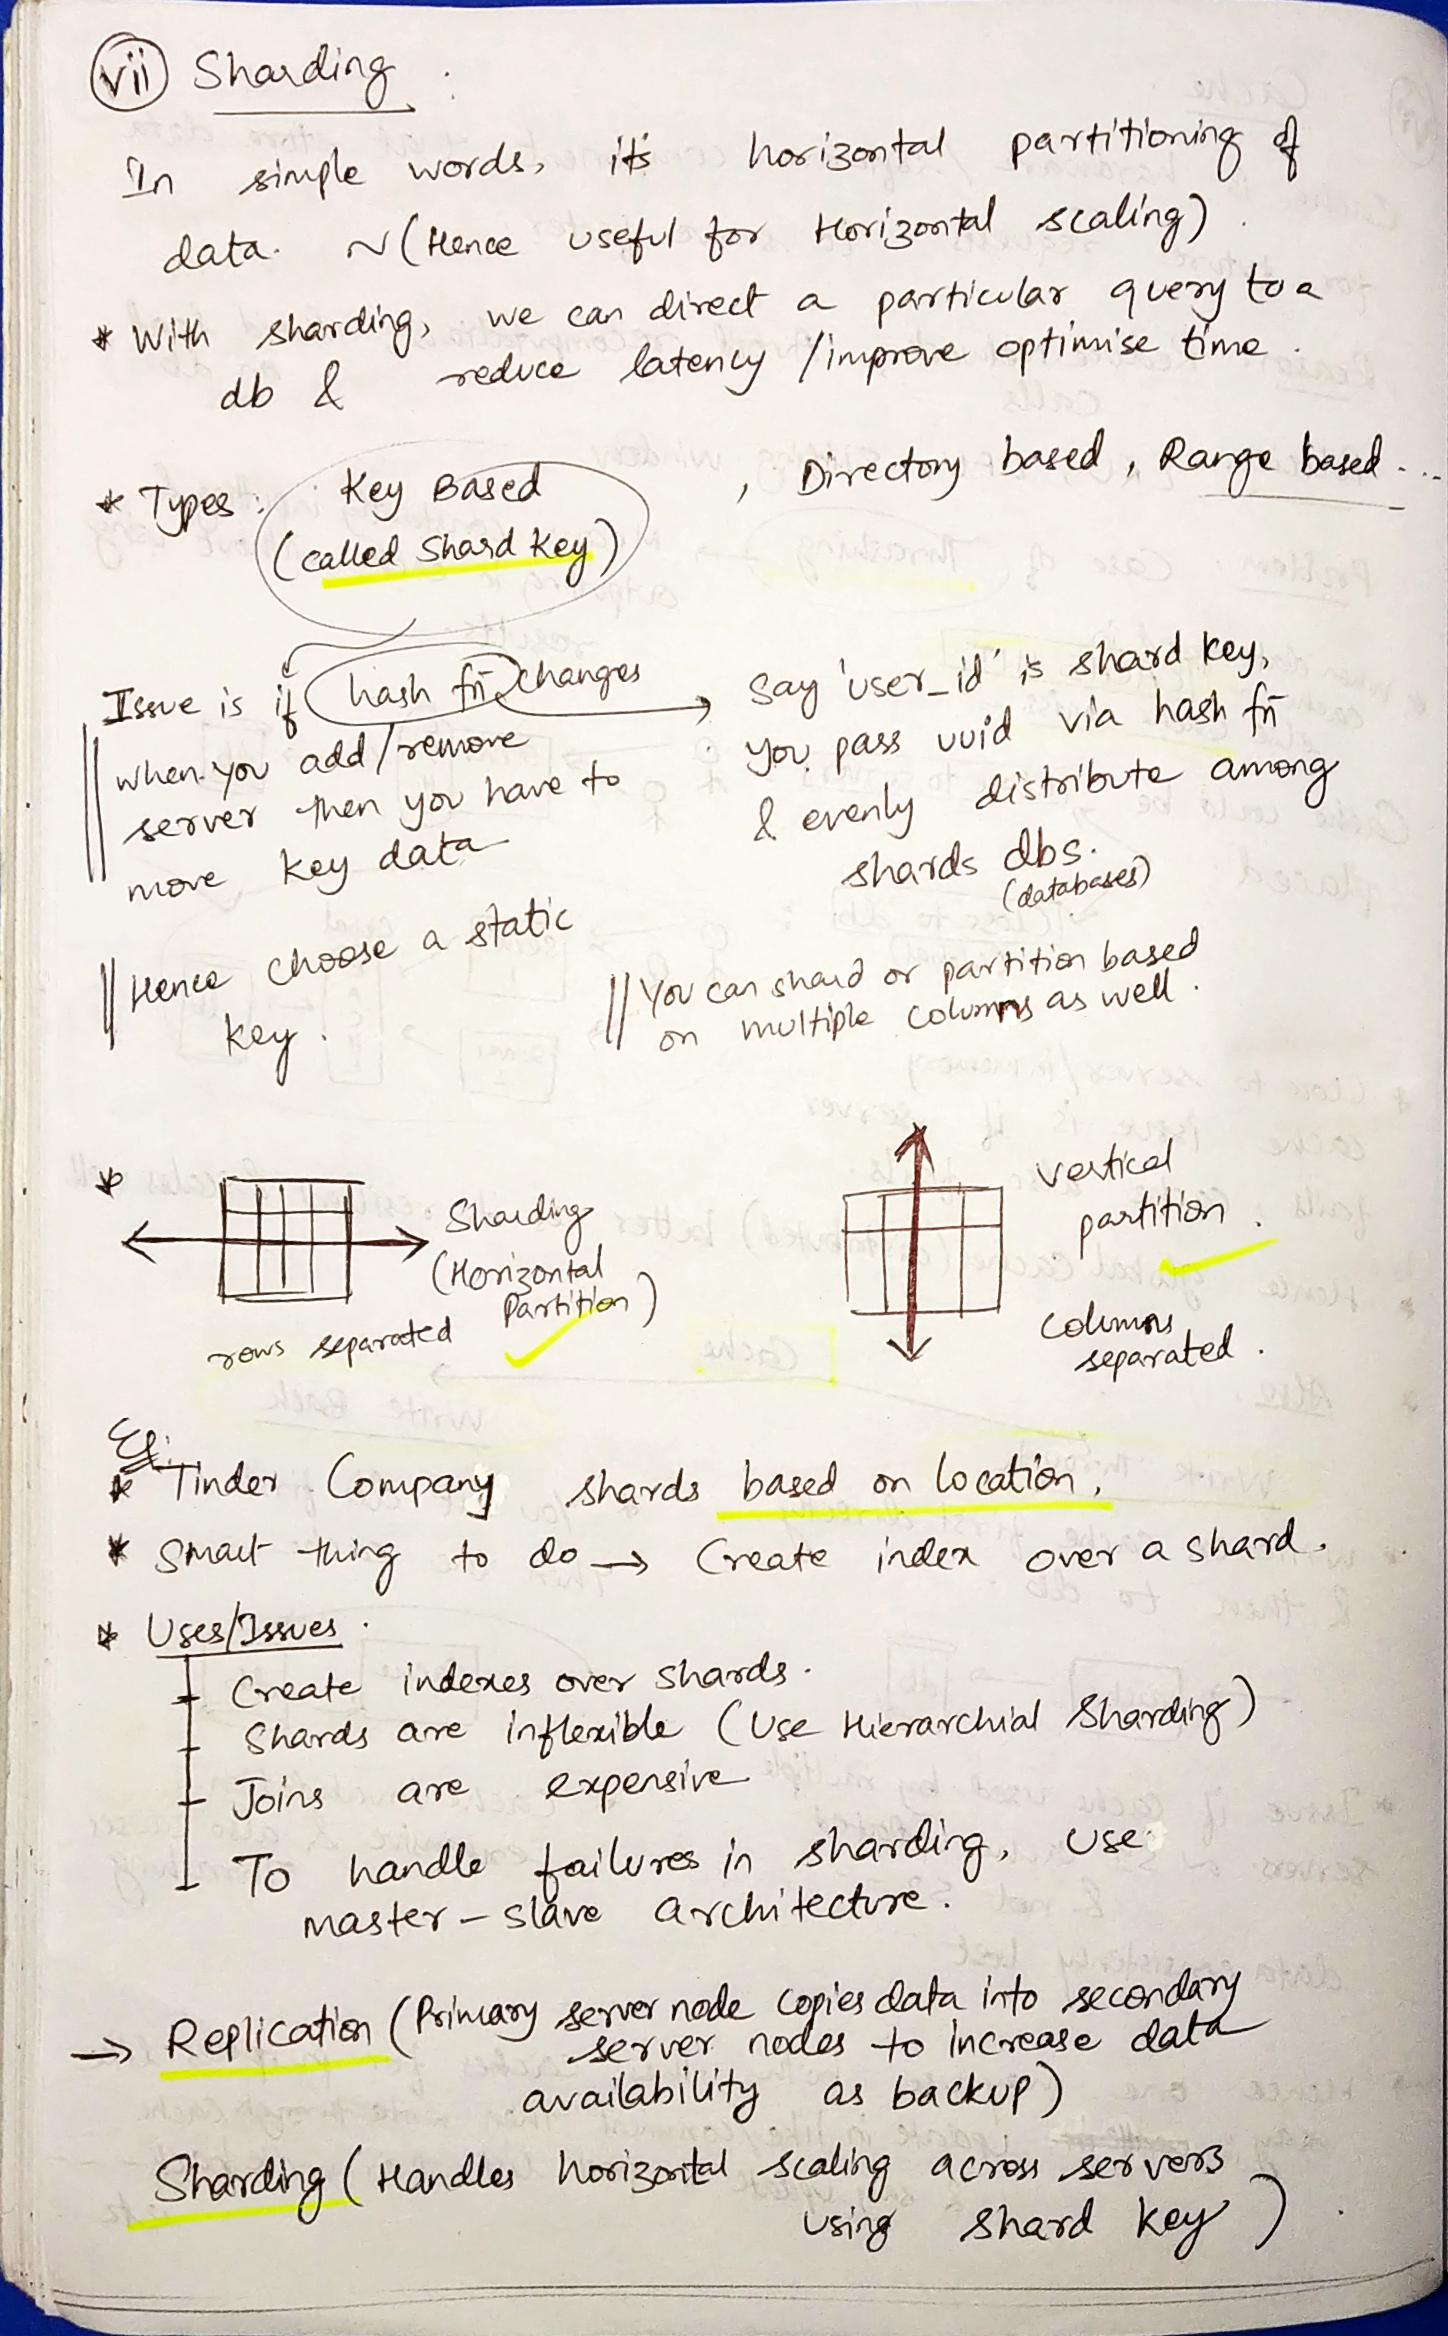 (vii) Sharding :
In simple words, it's horizontal partitioning of
data. ~ (Hence useful for Horizontal scaling).
* With sharding, we can direct a particular query to a
db & reduce latency / improve optimise time.
* Types : Key Based , Directory based, Range based...
(called Shard Key)
Issue is if hash fn changes
when you add/remove
server then you have to
move key data
|| Hence choose a static
key.
→ say 'user_id' is shard key,
you pass uuid via hash fn
& evenly distribute among
shards dbs.
(databases)
|| You can shard or partition based
on multiple columns as well.
* Sharding
(Horizontal
Partition)
rows separated
vertical
partition.
columns
separated.
Eg:
* Tinder Company shards based on location.
* Smart thing to do → Create index over a shard.
* Uses/Issues.
Create indexes over shards.
Shards are inflexible (Use Hierarchial Sharding)
Joins are expensive
To handle failures in sharding, use
master-slave architecture.
→ Replication (Primary server node copies data into secondary
server nodes to increase data
availability as backup)
Sharding (Handles horizontal scaling across servers
using shard key).